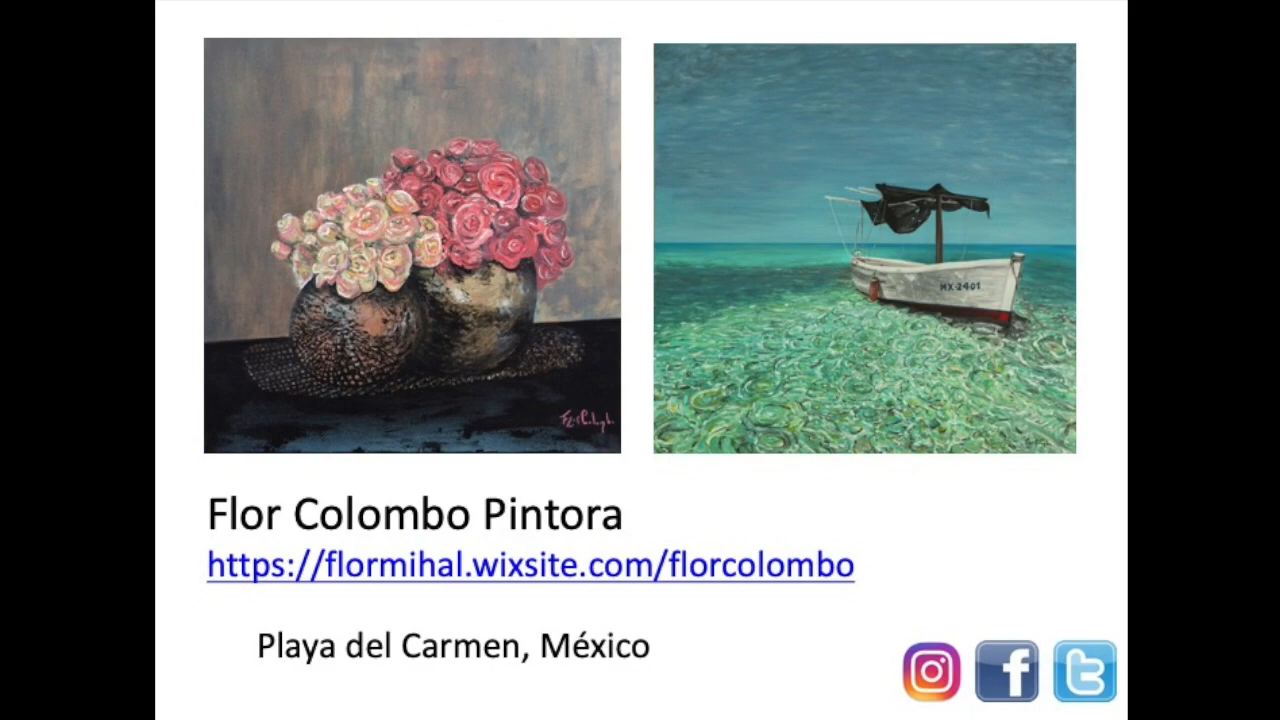 MX-2401
Flor Colombo Pintora
https://flormihal.wixsite.com/florcolombo
Playa del Carmen, México